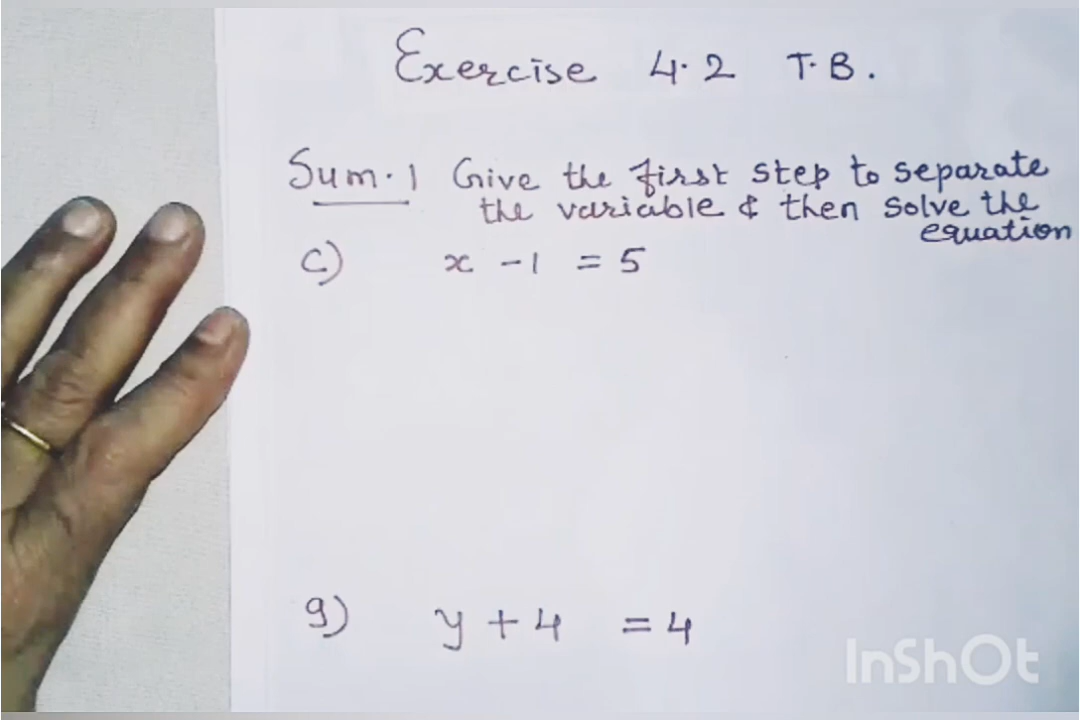 Exercise 4.2 T.B.
Sum.1 Give the first step to separate
the variable & then solve the
equation
c) x - 1 = 5
g) y + 4 = 4
InShOt